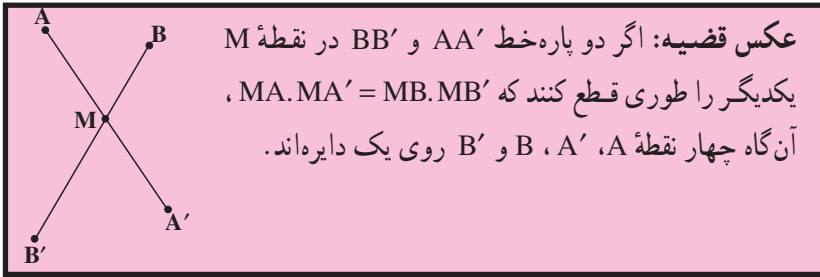 عکس قضیه: اگر دو پاره‌خط AA′ و BB′ در نقطهٔ M
یکدیگر را طوری قطع کنند که MA.MA′ = MB.MB′ ،
آن‌گاه چهار نقطهٔ A، A′ ، B و B′ روی یک دایره‌اند.
A
B
M
A′
B′